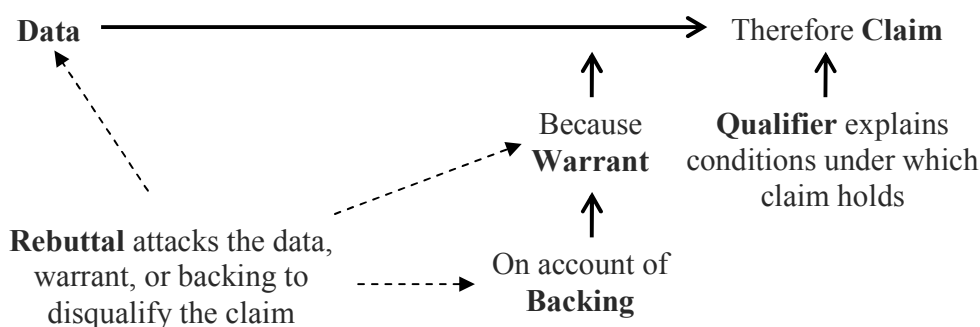 Data
Therefore Claim
Because
Warrant
Qualifier explains
conditions under which
claim holds
Rebuttal attacks the data,
warrant, or backing to
disqualify the claim
On account of
Backing